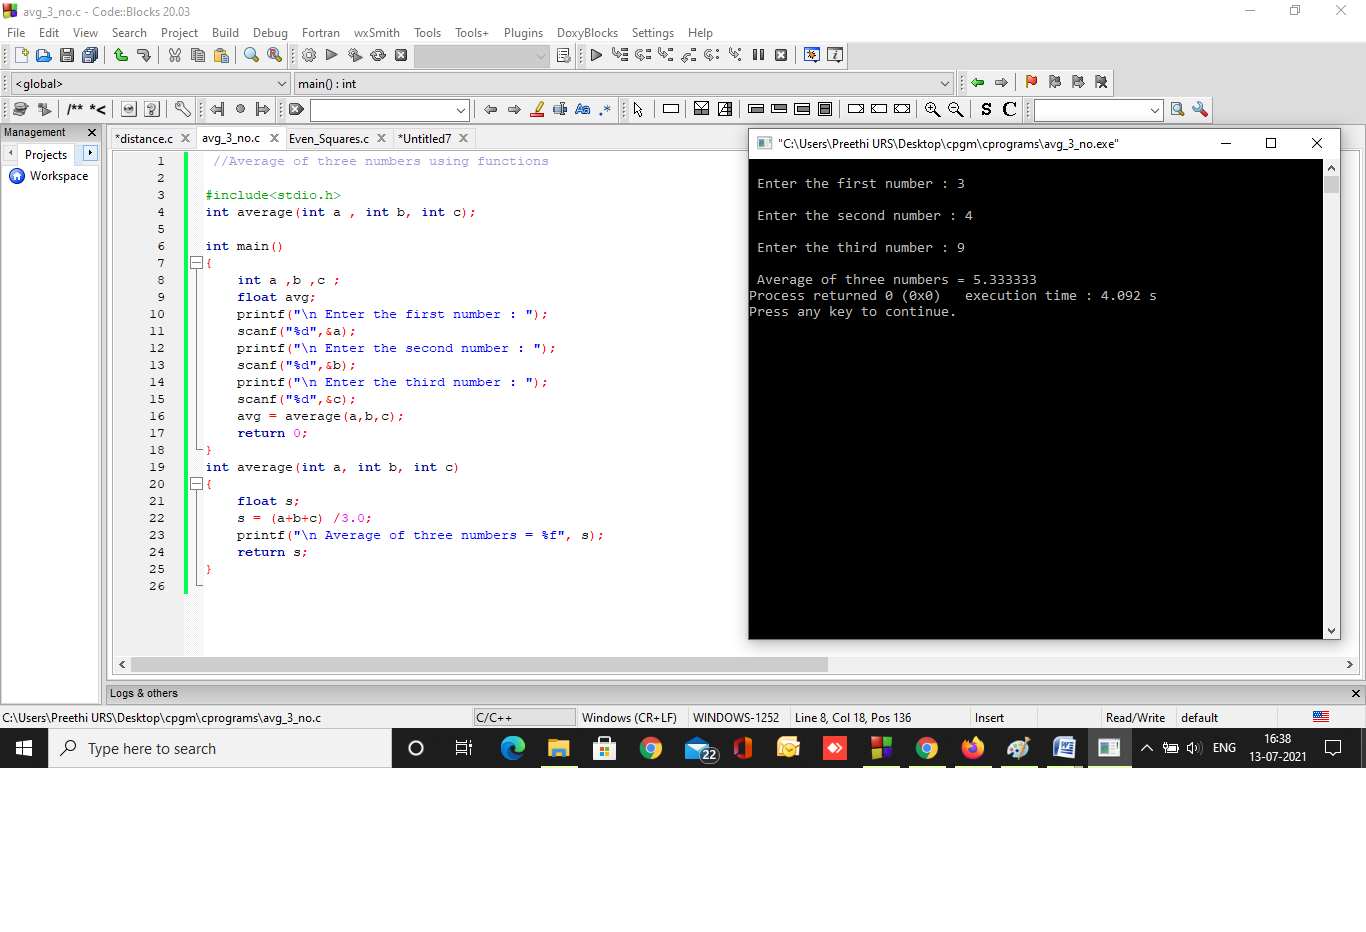 avg_3_no.c - Code::Blocks 20.03
File Edit View Search Project Build Debug Fortran wxSmith Tools Tools+ Plugins DoxyBlocks Settings Help
<global> main() : int
/** *< Aa .* S C
Management
Projects
Workspace
*distance.c avg_3_no.c Even_Squares.c *Untitled7
1 //Average of three numbers using functions
2
3 #include<stdio.h>
4 int average(int a , int b, int c);
5
6 int main()
7 {
8 int a ,b ,c ;
9 float avg;
10 printf("\n Enter the first number : ");
11 scanf("%d",&a);
12 printf("\n Enter the second number : ");
13 scanf("%d",&b);
14 printf("\n Enter the third number : ");
15 scanf("%d",&c);
16 avg = average(a,b,c);
17 return 0;
18 }
19 int average(int a, int b, int c)
20 {
21 float s;
22 s = (a+b+c) /3.0;
23 printf("\n Average of three numbers = %f", s);
24 return s;
25 }
26
"C:\Users\Preethi URS\Desktop\cpgm\cprograms\avg_3_no.exe"
Enter the first number : 3
Enter the second number : 4
Enter the third number : 9
Average of three numbers = 5.333333
Process returned 0 (0x0)   execution time : 4.092 s
Press any key to continue.
Logs & others
C:\Users\Preethi URS\Desktop\cpgm\cprograms\avg_3_no.c C/C++ Windows (CR+LF) WINDOWS-1252 Line 8, Col 18, Pos 136 Insert Read/Write default
Type here to search
22
ENG
16:38
13-07-2021